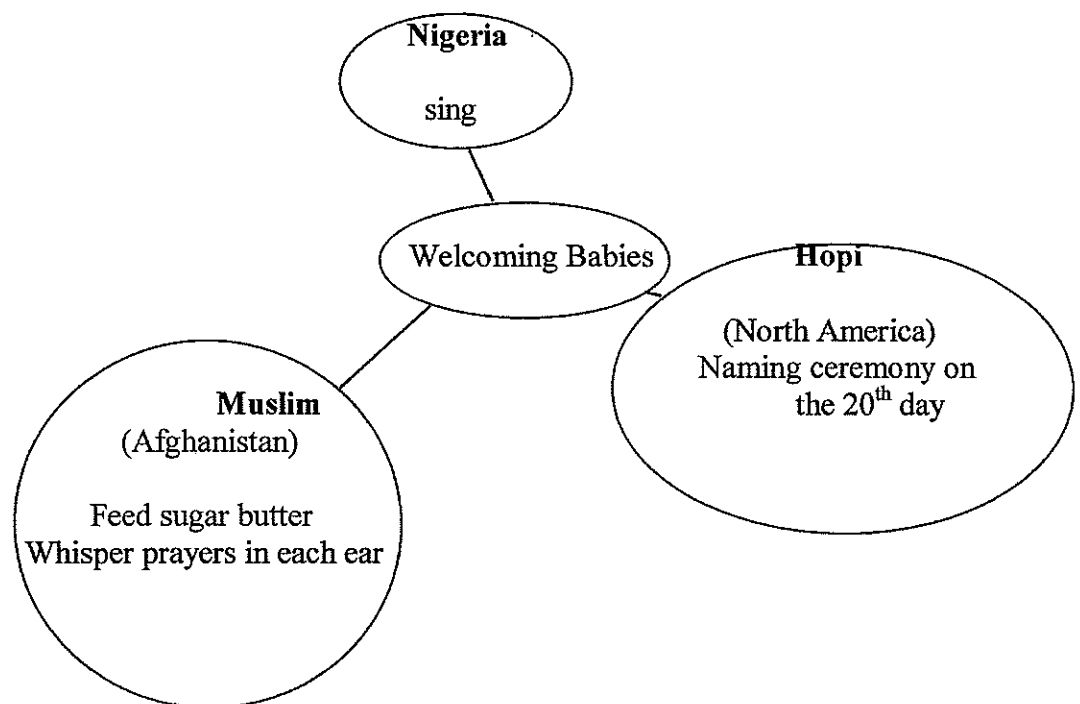 Nigeria
sing
Welcoming Babies
Hopi
(North America)
Naming ceremony on
the 20th day
Muslim
(Afghanistan)
Feed sugar butter
Whisper prayers in each ear